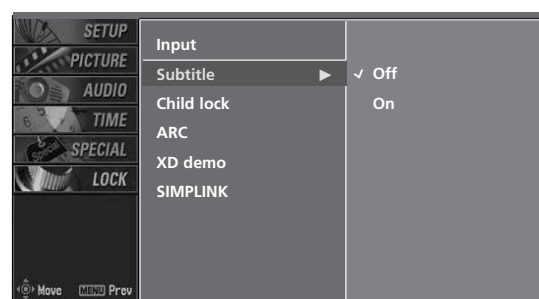 SETUP
PICTURE
AUDIO
TIME
Special SPECIAL
LOCK
Move MENU Prev
Input
Subtitle ▶
Child lock
ARC
XD demo
SIMPLINK
✓ Off
On